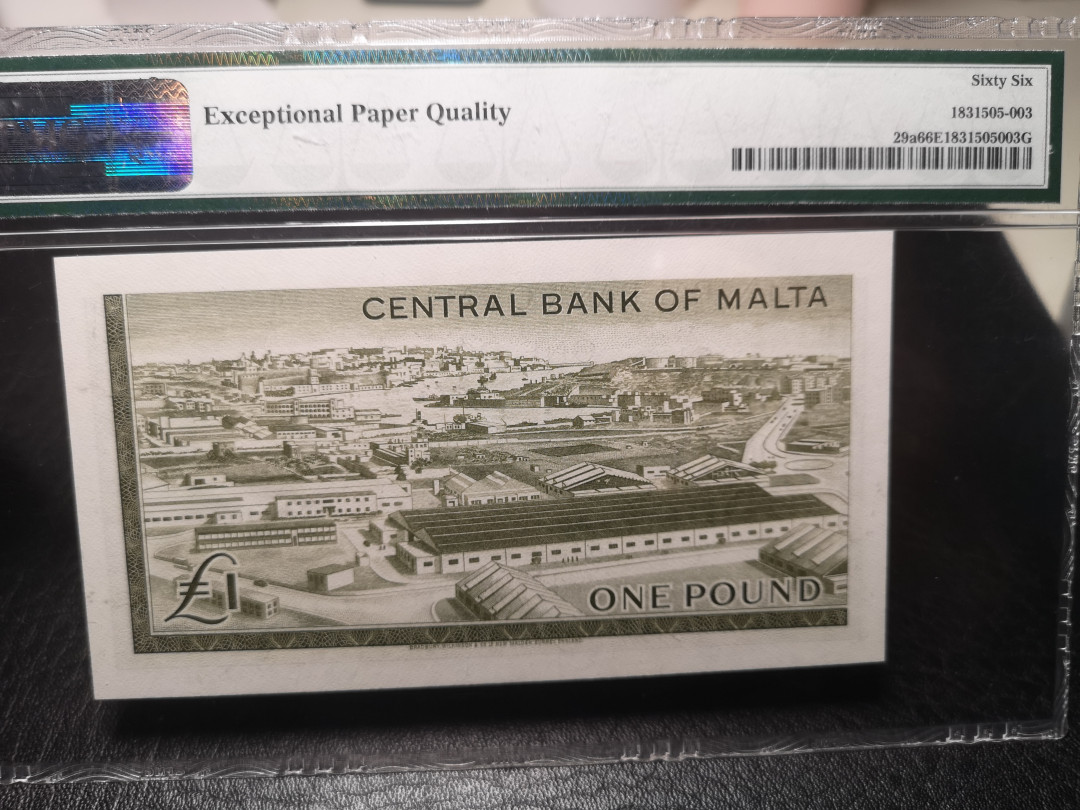 Sixty Six
Exceptional Paper Quality
1831505-003
29a66E1831505003G
CENTRAL BANK OF MALTA
£1
ONE POUND